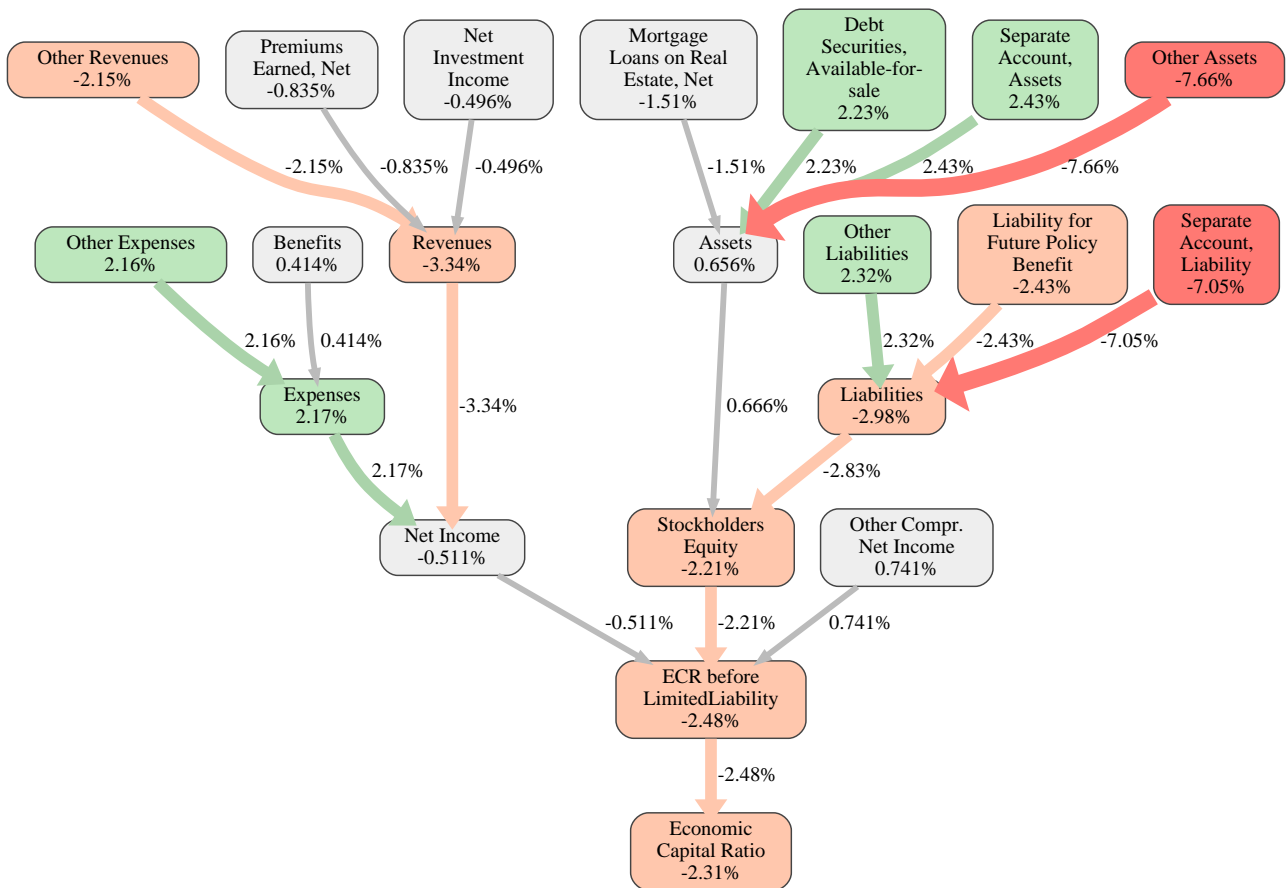 Other Revenues
-2.15%
Premiums
Earned, Net
-0.835%
Net
Investment
Income
-0.496%
Mortgage
Loans on Real
Estate, Net
-1.51%
Debt
Securities,
Available-for-
sale
2.23%
Separate
Account,
Assets
2.43%
Other Assets
-7.66%
-2.15%
-0.835%
-0.496%
-1.51%
2.23%
2.43%
-7.66%
Other Expenses
2.16%
Benefits
0.414%
Revenues
-3.34%
Assets
0.656%
Other
Liabilities
2.32%
Liability for
Future Policy
Benefit
-2.43%
Separate
Account,
Liability
-7.05%
2.16%
0.414%
-3.34%
0.666%
2.32%
-2.43%
-7.05%
Expenses
2.17%
Liabilities
-2.98%
2.17%
-2.83%
Net Income
-0.511%
Stockholders
Equity
-2.21%
Other Compr.
Net Income
0.741%
-0.511%
-2.21%
0.741%
ECR before
LimitedLiability
-2.48%
-2.48%
Economic
Capital Ratio
-2.31%